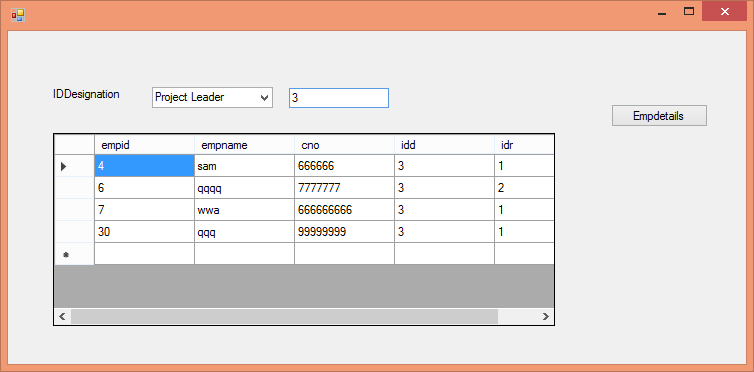 IDDesignation Project Leader 3
Empdetails
empid empname cno idd idr
4 sam 666666 3 1
6 qqqq 7777777 3 2
7 wwa 666666666 3 1
30 qqq 99999999 3 1